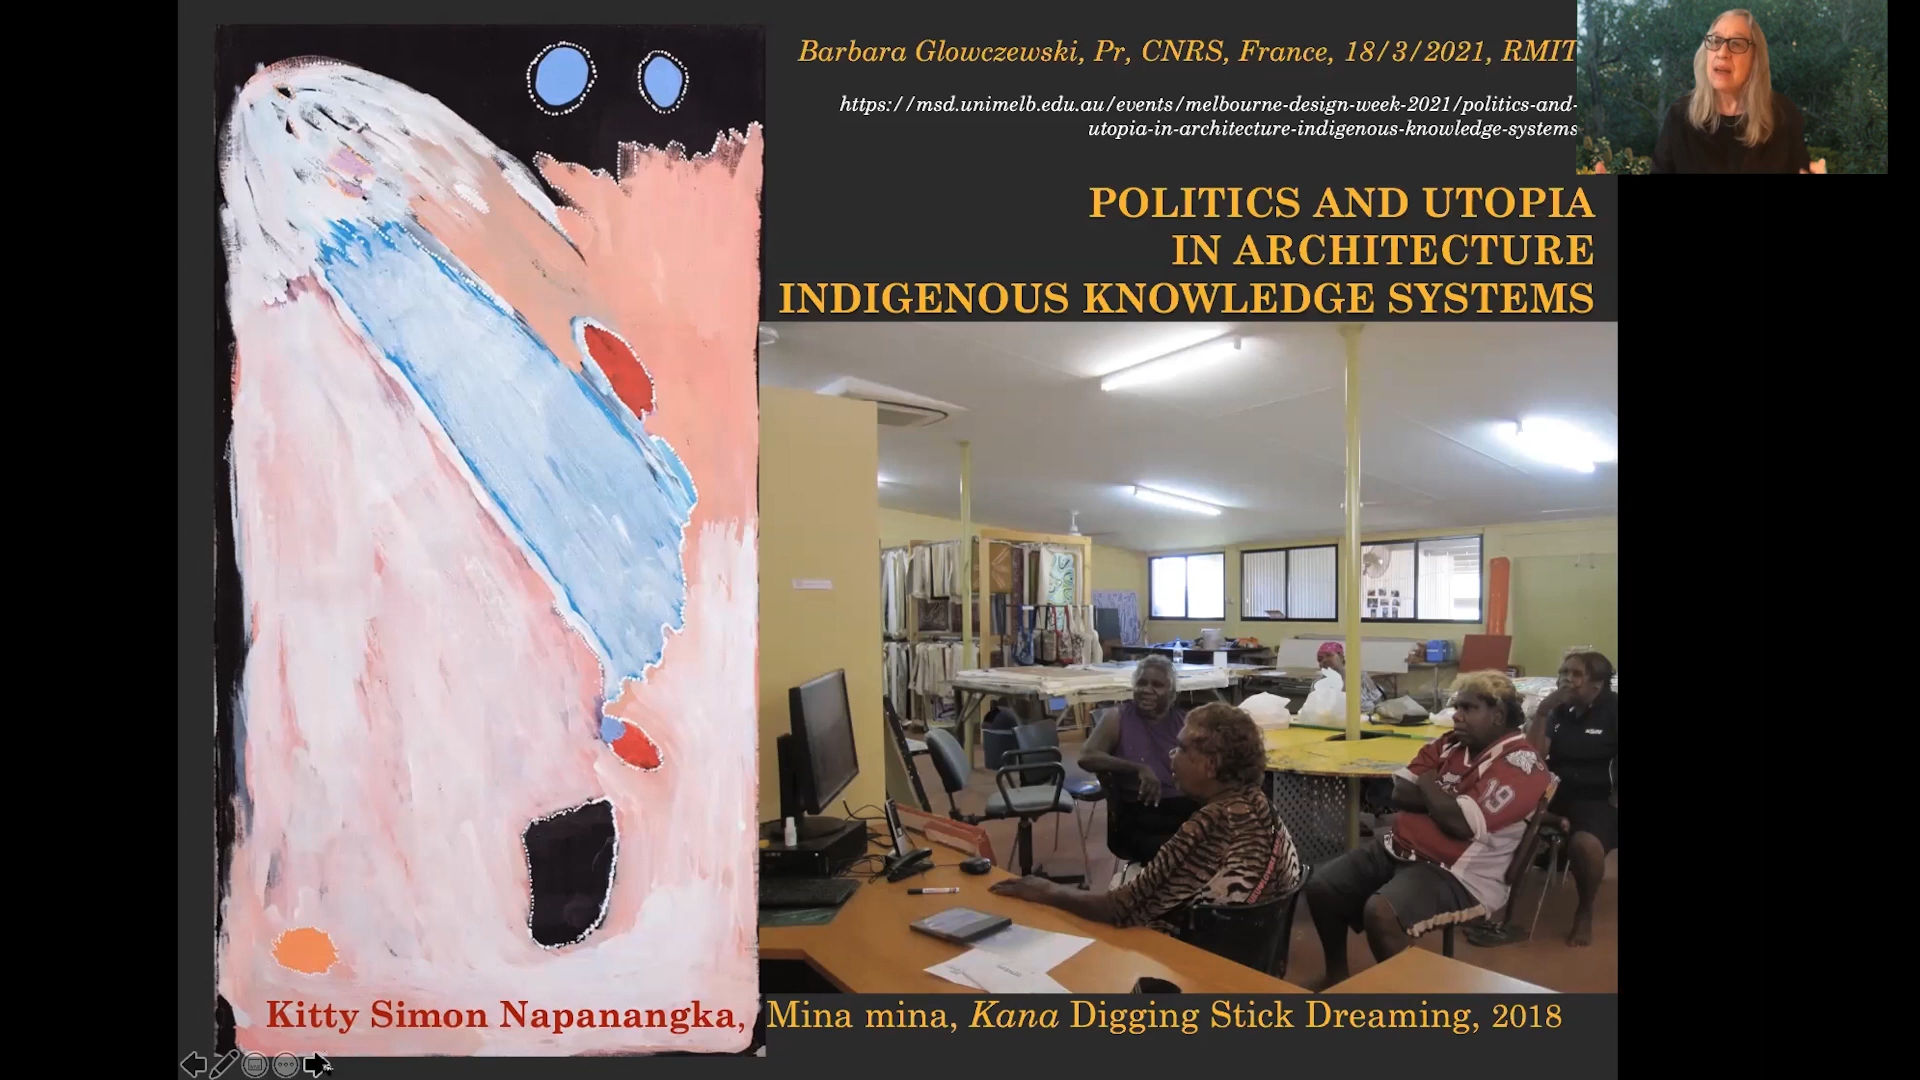 Barbara Glowczewski, Pr, CNRS, France, 18/3/2021, RMIT
https://msd.unimelb.edu.au/events/melbourne-design-week-2021/politics-and-
utopia-in-architecture-indigenous-knowledge-systems
POLITICS AND UTOPIA
IN ARCHITECTURE
INDIGENOUS KNOWLEDGE SYSTEMS
19
Kitty Simon Napanangka, Mina mina, Kana Digging Stick Dreaming, 2018